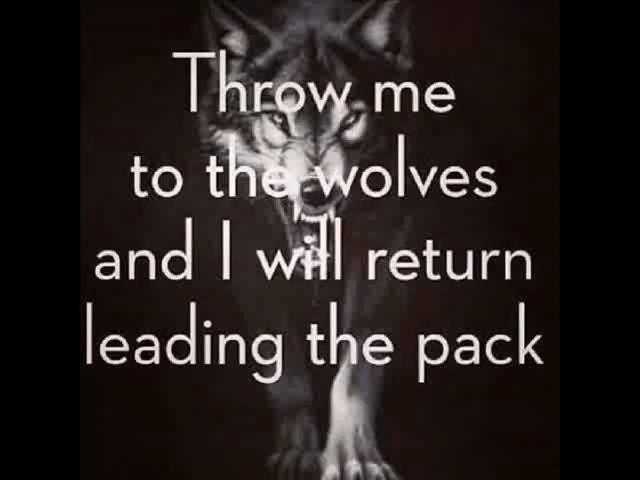 Throw me
to the wolves
and I will return
leading the pack